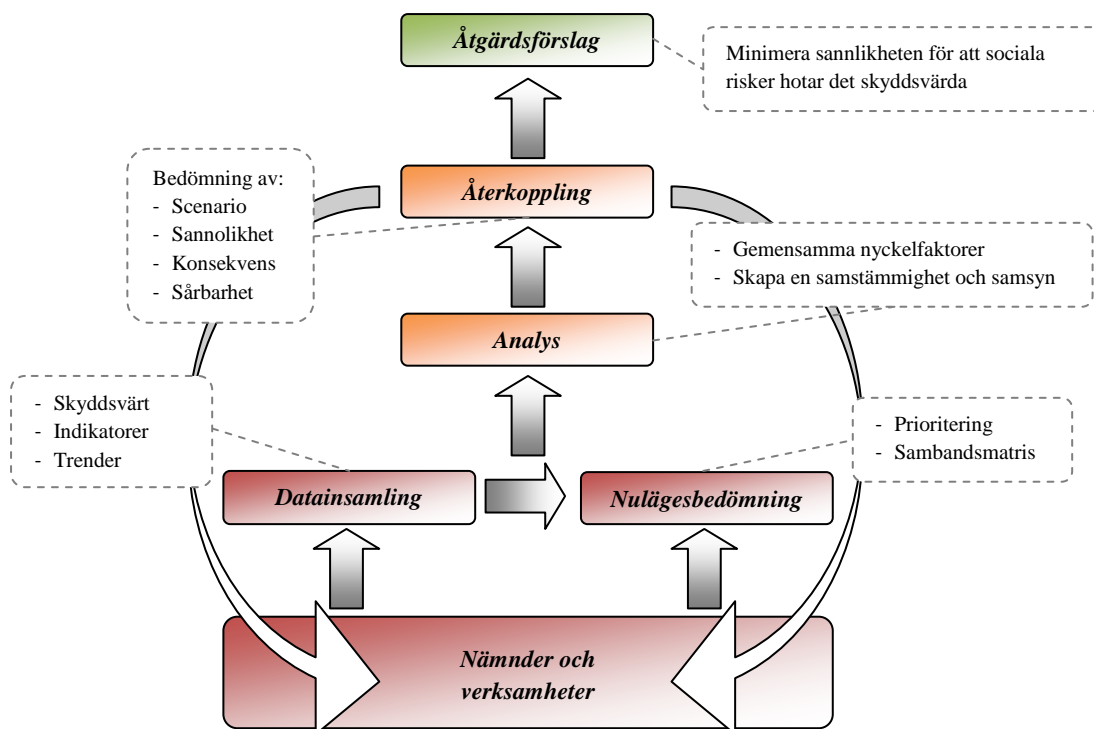 Åtgärdsförslag
Minimera sannlikheten för att sociala
risker hotar det skyddsvärda
Bedömning av:
- Scenario
- Sannolikhet
- Konsekvens
- Sårbarhet
Återkoppling
- Gemensamma nyckelfaktorer
- Skapa en samstämmighet och samsyn
Analys
- Skyddsvärt
- Indikatorer
- Trender
- Prioritering
- Sambandsmatris
Datainsamling
Nulägesbedömning
Nämnder och
verksamheter